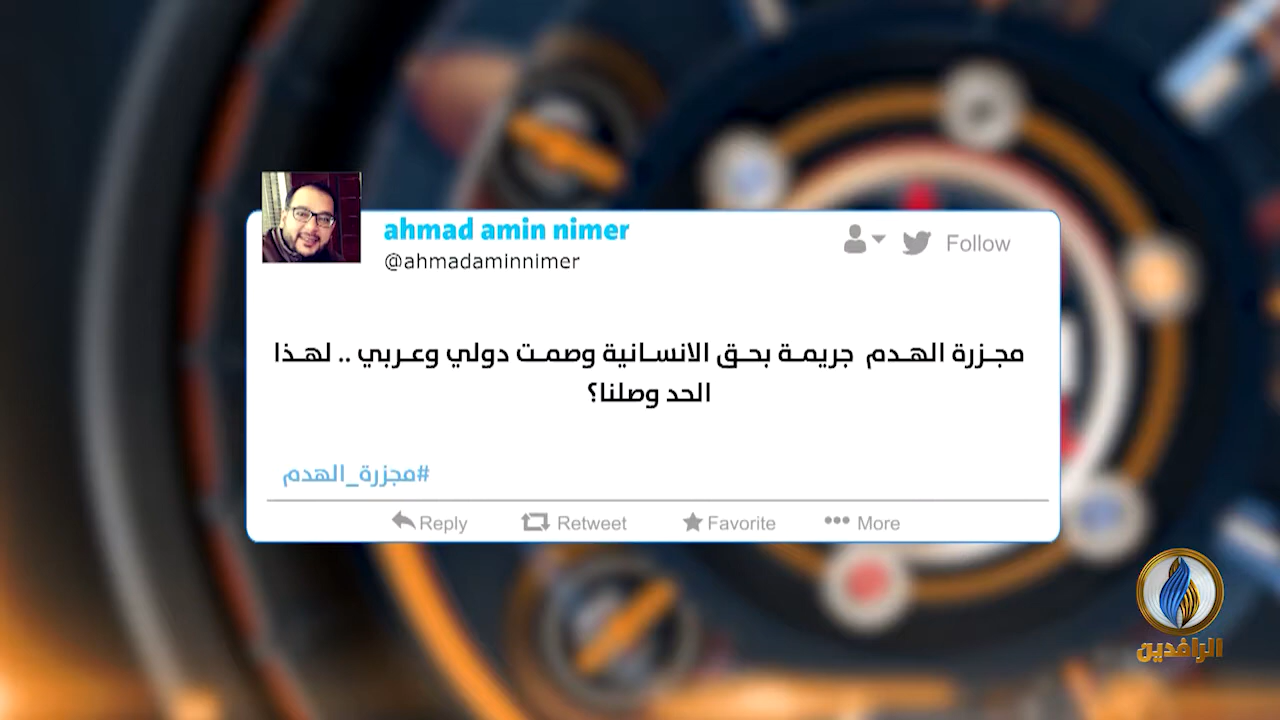 ahmad amin nimer
@ahmadaminnimer
Follow
مجزرة الهدم جريمة بحق الانسانية وصمت دولي وعربي .. لهذا
الحد وصلنا؟
#مجزرة_الهدم
Reply Retweet Favorite More
الرافدين